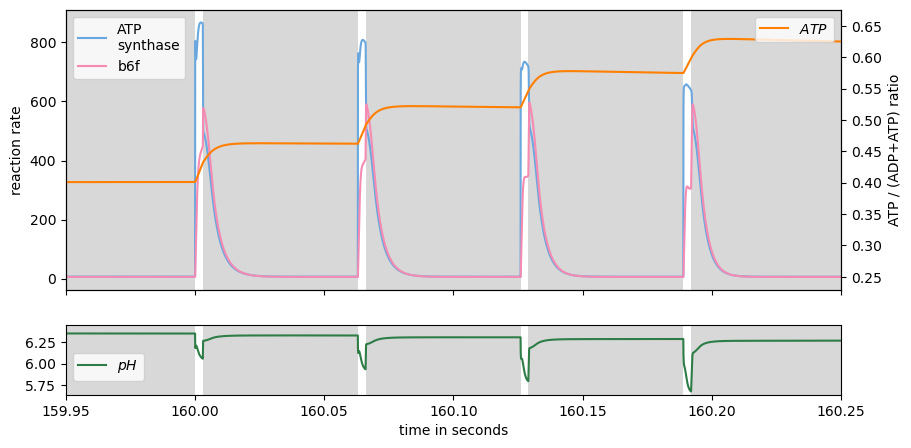 ATP
synthase
b6f
ATP
800
600
400
200
0
reaction rate
0.65
0.60
0.55
0.50
0.45
0.40
0.35
0.30
0.25
ATP / (ADP+ATP) ratio
6.25
6.00
5.75
pH
159.95 160.00 160.05 160.10 160.15 160.20 160.25
time in seconds